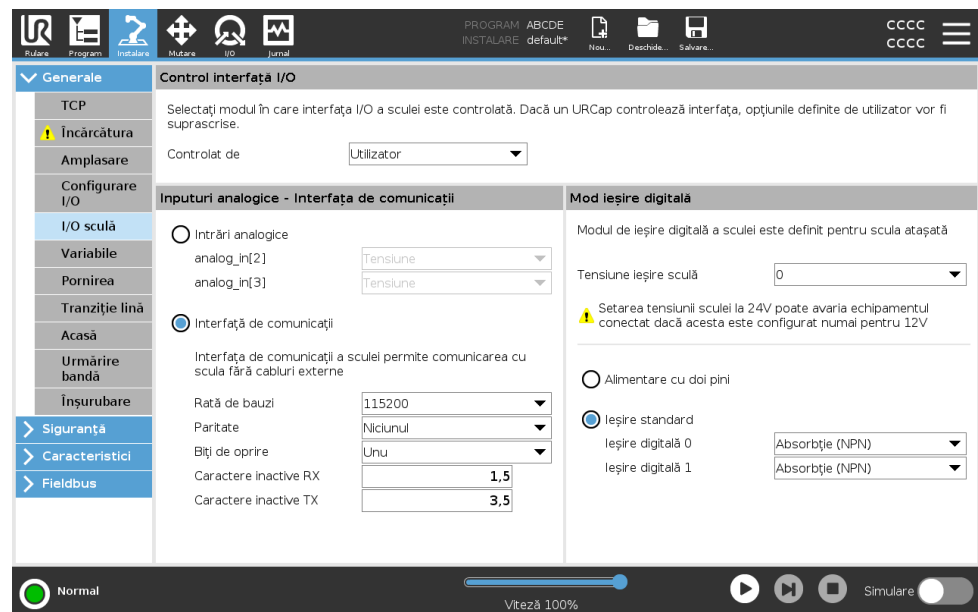 PROGRAM ABCDE
INSTALARE default*
CCCC
CCCC
Rulare
Program
Instalare
Mutare
I/O
Jurnal
Nou...
Deschide...
Salvare...
Generale
TCP
Încărcătura
Amplasare
Configurare
I/O
I/O sculă
Variabile
Pornirea
Tranziție lină
Acasă
Urmărire
bandă
Înșurubare
Siguranță
Caracteristici
Fieldbus
Control interfață I/O
Selectați modul în care interfața I/O a sculei este controlată. Dacă un URCap controlează interfața, opțiunile definite de utilizator vor fi
suprascrise.
Controlat de Utilizator
Inputuri analogice - Interfața de comunicații
Intrări analogice
analog_in[2] Tensiune
analog_in[3] Tensiune
Interfață de comunicații
Interfața de comunicații a sculei permite comunicarea cu
scula fără cabluri externe
Rată de bauzi 115200
Paritate Niciunul
Biți de oprire Unu
Caractere inactive RX 1,5
Caractere inactive TX 3,5
Mod ieșire digitală
Modul de ieșire digitală a sculei este definit pentru scula atașată
Tensiune ieșire sculă 0
Setarea tensiunii sculei la 24V poate avaria echipamentul
conectat dacă acesta este configurat numai pentru 12V
Alimentare cu doi pini
Ieșire standard
Ieșire digitală 0 Absorbție (NPN)
Ieșire digitală 1 Absorbție (NPN)
Normal
Viteză 100%
Simulare